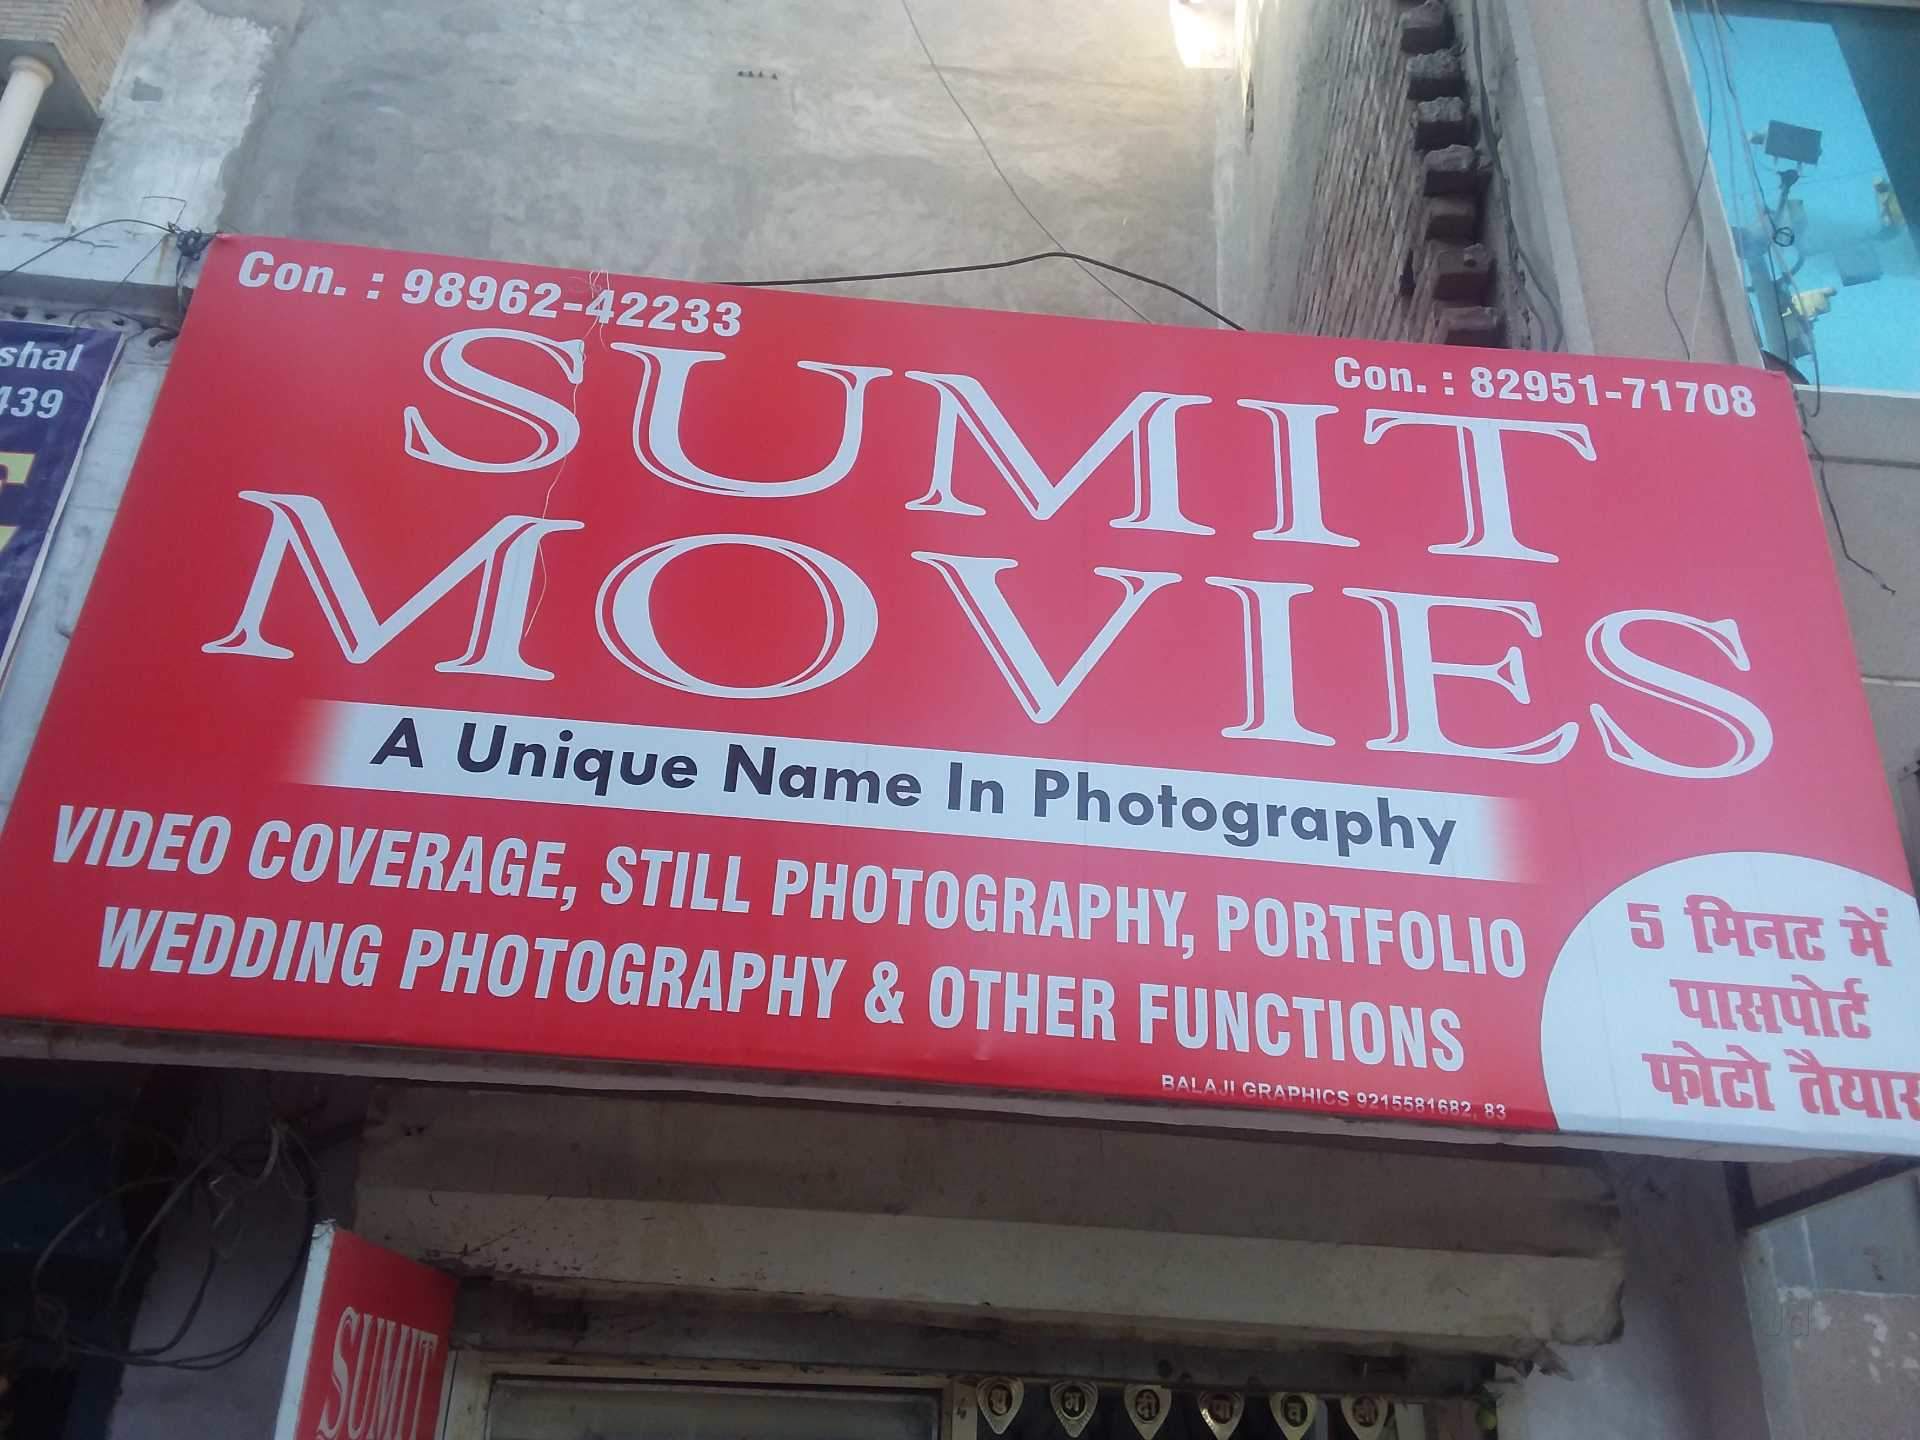 Con. : 98962-42233
Con. : 82951-71708
SUMIT
MOVIES
A Unique Name In Photography
VIDEO COVERAGE, STILL PHOTOGRAPHY, PORTFOLIO
WEDDING PHOTOGRAPHY & OTHER FUNCTIONS
5 मिनट में
पासपोर्ट
फोटो तैयार
BALAJI GRAPHICS 9215581682, 83
shal
439
SUMIT
शु भ दी पा व ली